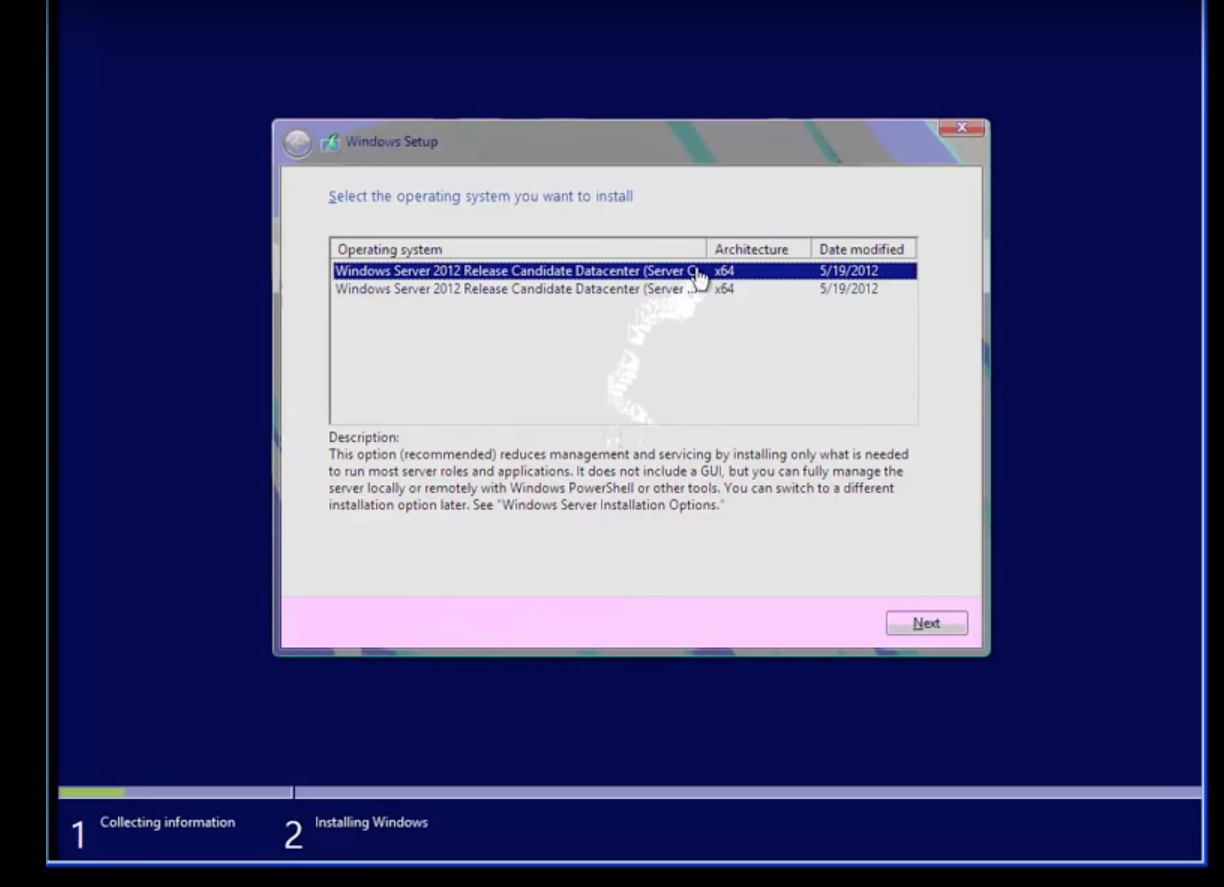 Windows Setup
X
Select the operating system you want to install
Operating system Architecture Date modified
Windows Server 2012 Release Candidate Datacenter (Server x64 5/19/2012
Windows Server 2012 Release Candidate Datacenter (Server ...) x64 5/19/2012
Description:
This option (recommended) reduces management and servicing by installing only what is needed
to run most server roles and applications. It does not include a GUI, but you can fully manage the
server locally or remotely with Windows PowerShell or other tools. You can switch to a different
installation option later. See "Windows Server Installation Options."
Next
1 Collecting information 2 Installing Windows